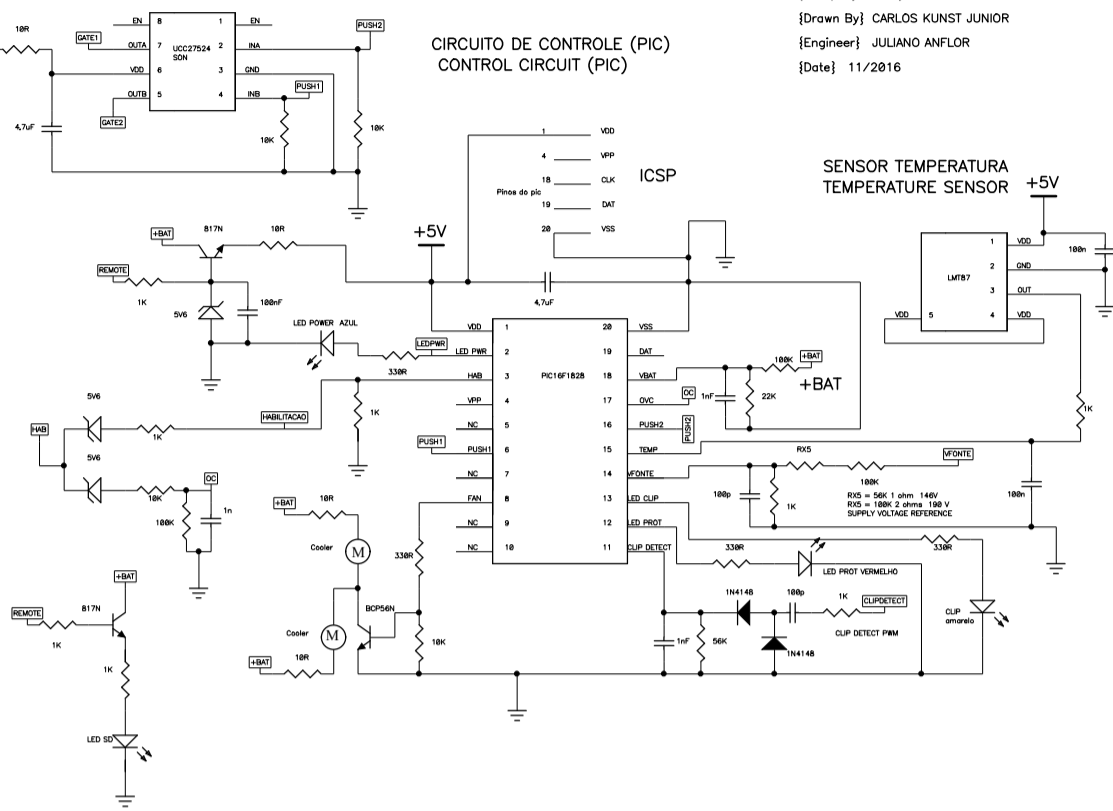 10R
EN
8
1
EN
PUSH2
GATE1
OUTA
7
UCC27524
SON
2
INA
VDD
6
3
GND
OUTB
5
4
INB
PUSH1
GATE2
4,7uF
10K
10K
CIRCUITO DE CONTROLE (PIC)
CONTROL CIRCUIT (PIC)
{Drawn By} CARLOS KUNST JUNIOR
{Engineer} JULIANO ANFLOR
{Date} 11/2016
1
VDD
4
VPP
18
CLK
Pinos do pic
19
DAT
20
VSS
ICSP
SENSOR TEMPERATURA
TEMPERATURE SENSOR
+5V
1
VDD
100n
2
GND
LMT87
3
OUT
VDD
5
4
VDD
1K
+BAT
817N
10R
+5V
REMOTE
1K
5V6
100nF
4,7uF
LED POWER AZUL
LEDPWR
330R
VDD
1
20
VSS
LED PWR
2
19
DAT
HAB
3
PIC16F1828
18
VBAT
VPP
4
17
OVC
NC
5
16
PUSH2
PUSH1
6
15
TEMP
NC
7
14
VFONTE
FAN
8
13
LED CLIP
NC
9
12
LED PROT
NC
10
11
CLIP DETECT
100K
+BAT
+BAT
1nF
22K
OC
PUSH2
PUSH1
1K
HABILITACAO
5V6
1K
HAB
5V6
10K
OC
100K
1n
RX5
100K
VFONTE
100p
1K
RX5 = 56K 1 ohm 146V
RX5 = 100K 2 ohms 190 V
SUPPLY VOLTAGE REFERENCE
100n
+BAT
10R
Cooler
M
330R
BCP56N
Cooler
M
10K
+BAT
10R
330R
LED PROT VERMELHO
330R
1N4148
100p
1K
CLIPDETECT
CLIP DETECT PWM
1nF
56K
1N4148
CLIP
amarelo
+BAT
REMOTE
817N
1K
1K
LED SD